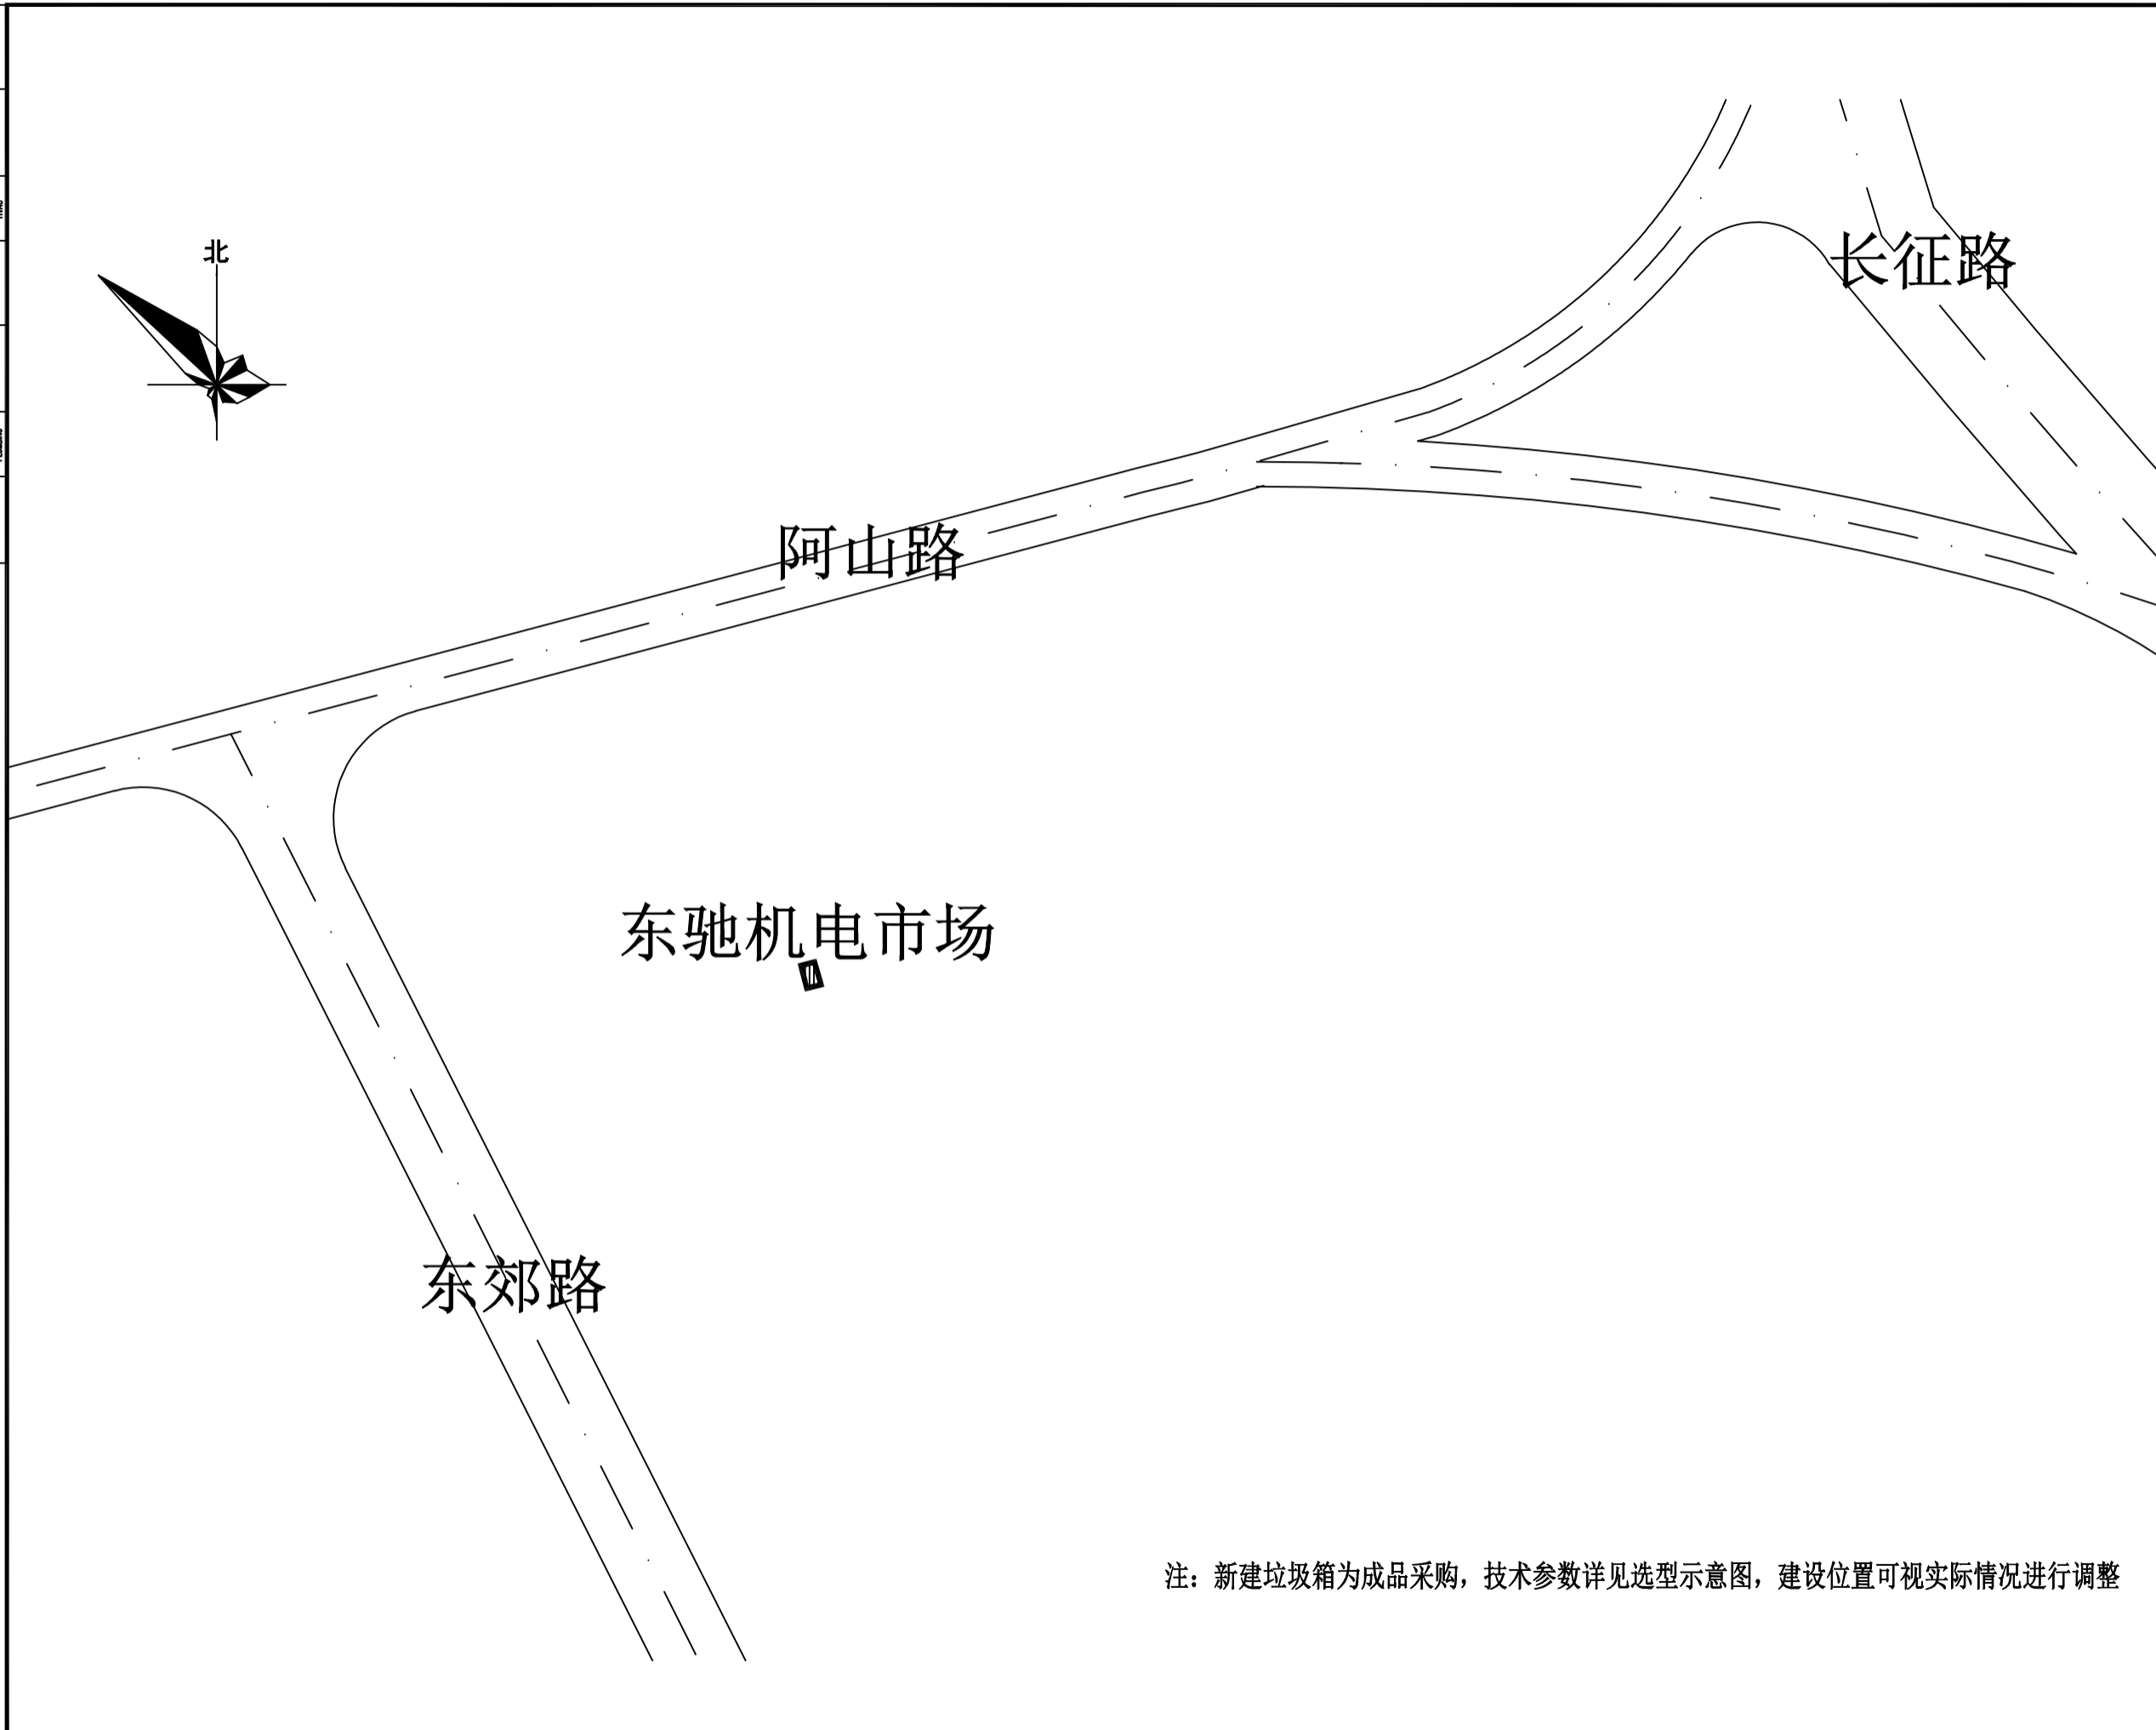 北
长征路
阿山路
东驰机电市场
东郊路
注：新建垃圾箱为成品采购，技术参数详见选型示意图，建设位置可视实际情况进行调整